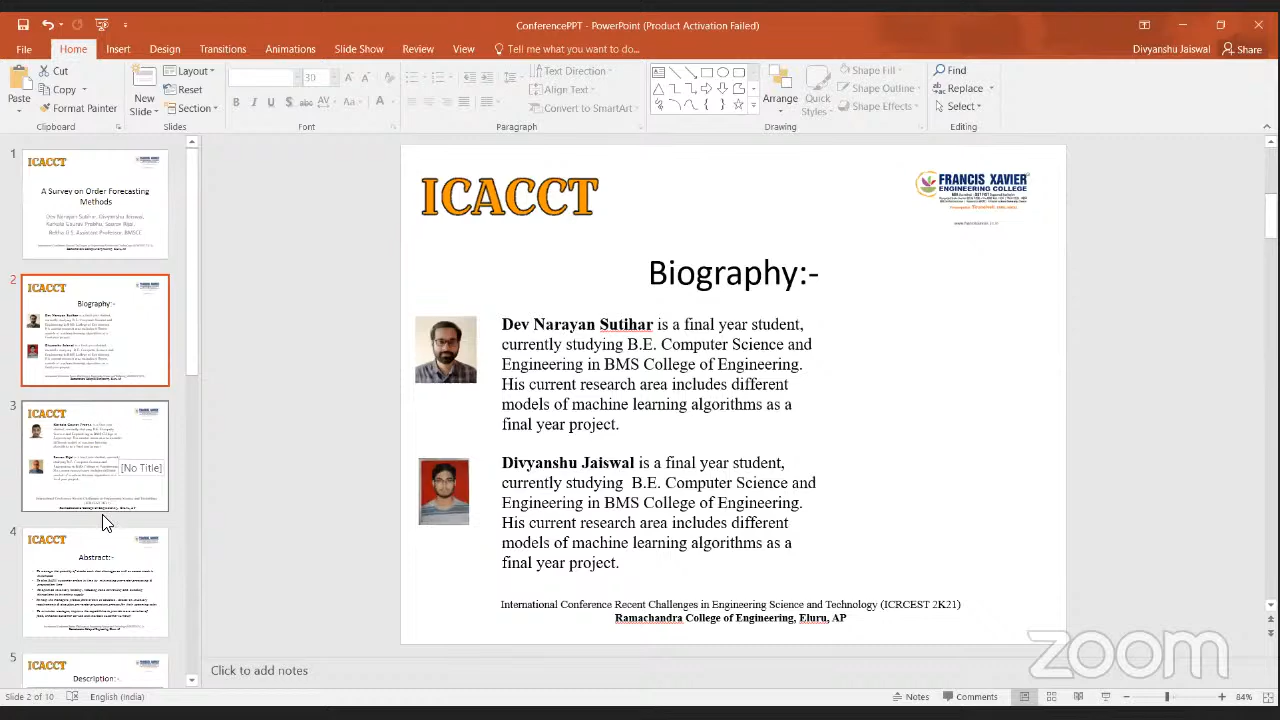 ConferencePPT - PowerPoint (Product Activation Failed)
File Home Insert Design Transitions Animations Slide Show Review View Tell me what you want to do... Divyanshu Jaiswal Share
Paste
Cut
Copy
Format Painter
Clipboard
New Slide
Layout
Reset
Section
Slides
30
Font
Text Direction
Align Text
Convert to SmartArt
Paragraph
Arrange
Quick Styles
Shape Fill
Shape Outline
Shape Effects
Drawing
Find
Replace
Select
Editing
1
ICACCT
A Survey on Order Forecasting
Methods
2
ICACCT
Biography:-
3
ICACCT
[No Title]
4
ICACCT
Abstract:-
5
ICACCT
Description:-
ICACCT
FRANCIS XAVIER
ENGINEERING COLLEGE
Biography:-
Dev Narayan Sutihar is a final year student,
currently studying B.E. Computer Science and
Engineering in BMS College of Engineering.
His current research area includes different
models of machine learning algorithms as a
final year project.
Divyanshu Jaiswal is a final year student,
currently studying B.E. Computer Science and
Engineering in BMS College of Engineering.
His current research area includes different
models of machine learning algorithms as a
final year project.
International Conference Recent Challenges in Engineering Science and Technology (ICRCEST 2K21)
Ramachandra College of Engineering, Eluru, AP
zoom
Click to add notes
Slide 2 of 10 English (India) Notes Comments 84%